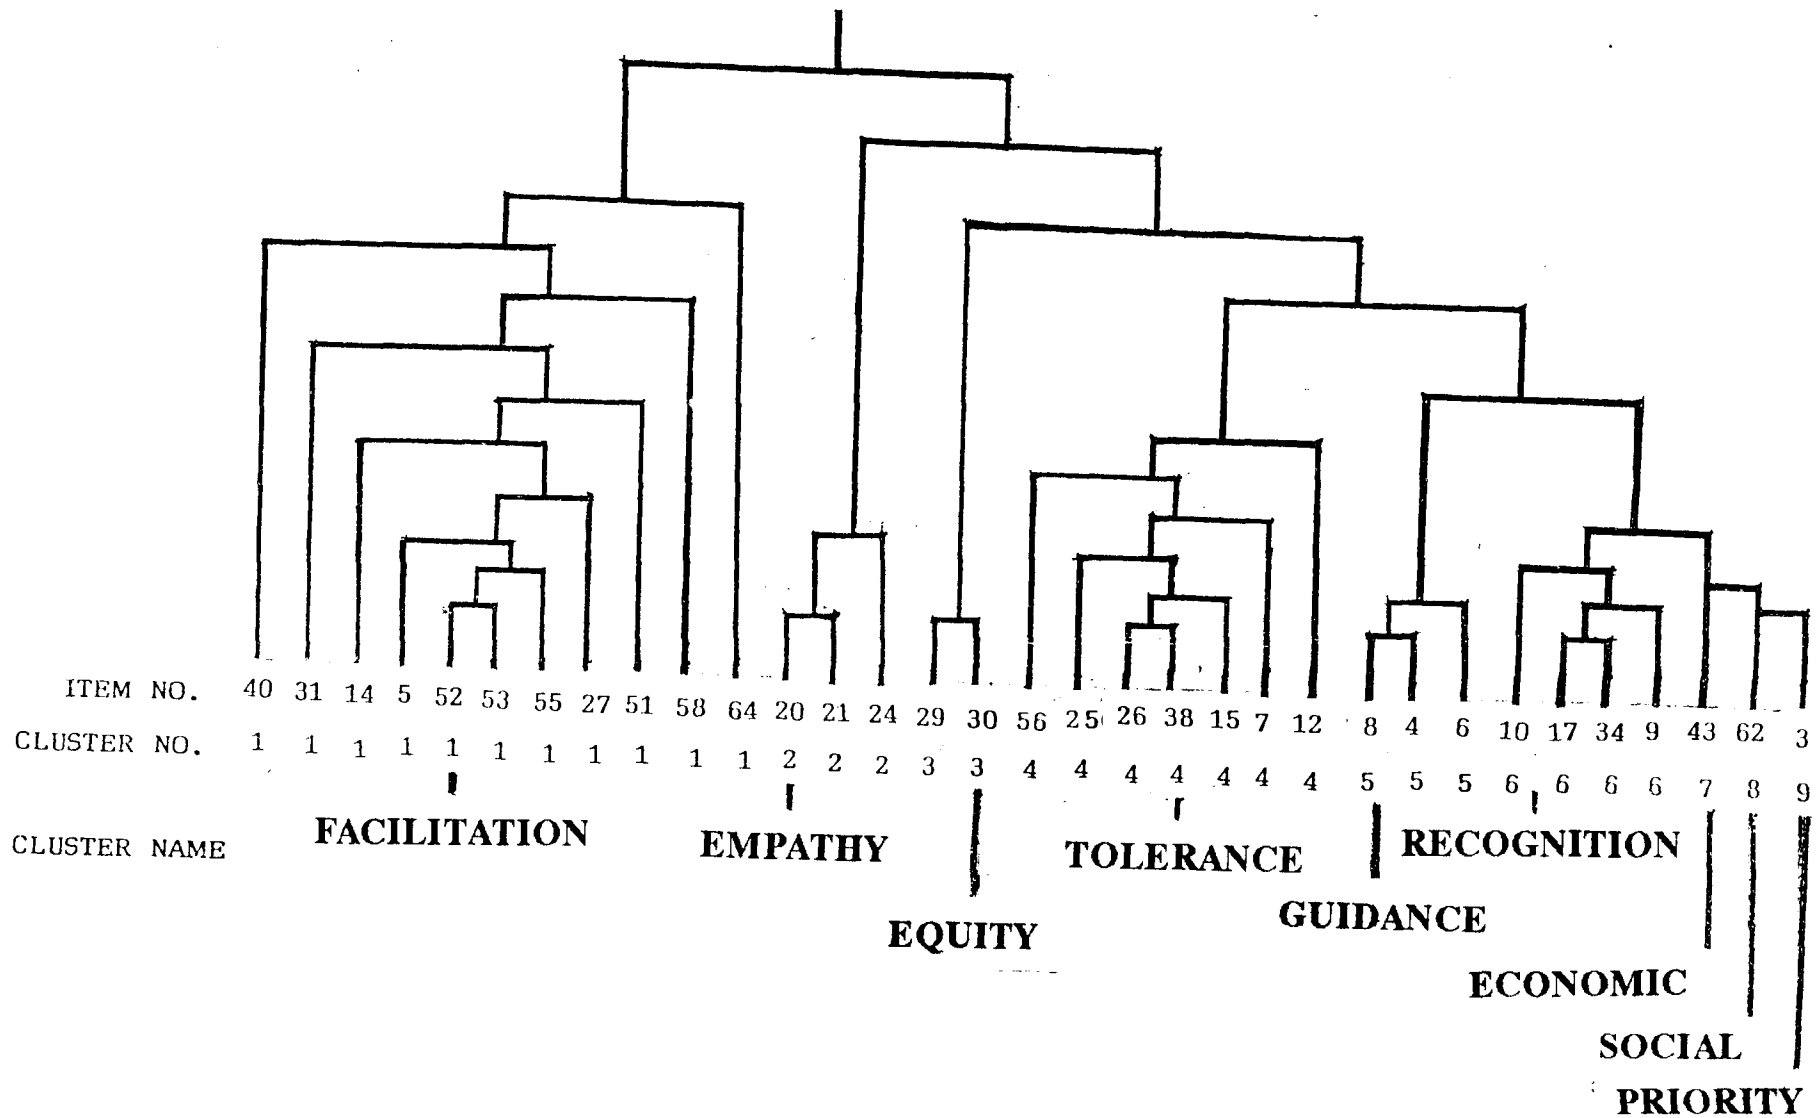 ITEM NO. 40 31 14 5 52 53 55 27 51 58 64 20 21 24 29 30 56 25 26 38 15 7 12 8 4 6 10 17 34 9 43 62 3
CLUSTER NO. 1 1 1 1 1 1 1 1 1 1 1 2 2 2 3 3 4 4 4 4 4 4 4 5 5 5 6 6 6 6 7 8 9
CLUSTER NAME FACILITATION EMPATHY TOLERANCE RECOGNITION
EQUITY GUIDANCE
ECONOMIC
SOCIAL
PRIORITY